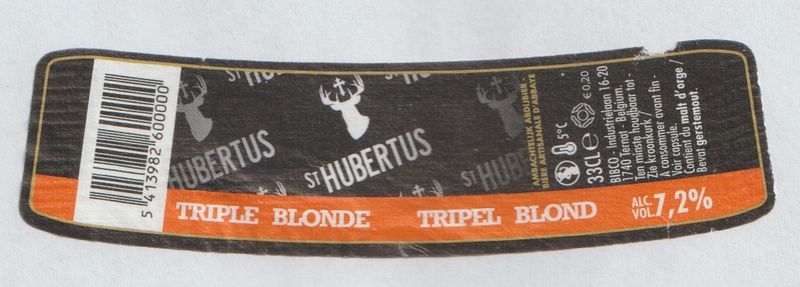 5 413982 600000
ST HUBERTUS
ST HUBERTUS
ST HUB
TRIPLE BLONDE
TRIPEL BLOND
AMBACHTELIJK ABDIJBIER -
BIÈRE ARTISANALE D'ABBAYE
5°C
33CL e
€0,20
BIBCO - Industrielaan 16-20
1740 Ternat - Belgium.
Ten minste houdbaar tot -
Zie kroonkurk /
À consommer avant fin -
Voir capsule.
Contient du malt d'orge /
Bevat gerstemout.
ALC.
VOL. 7,2%